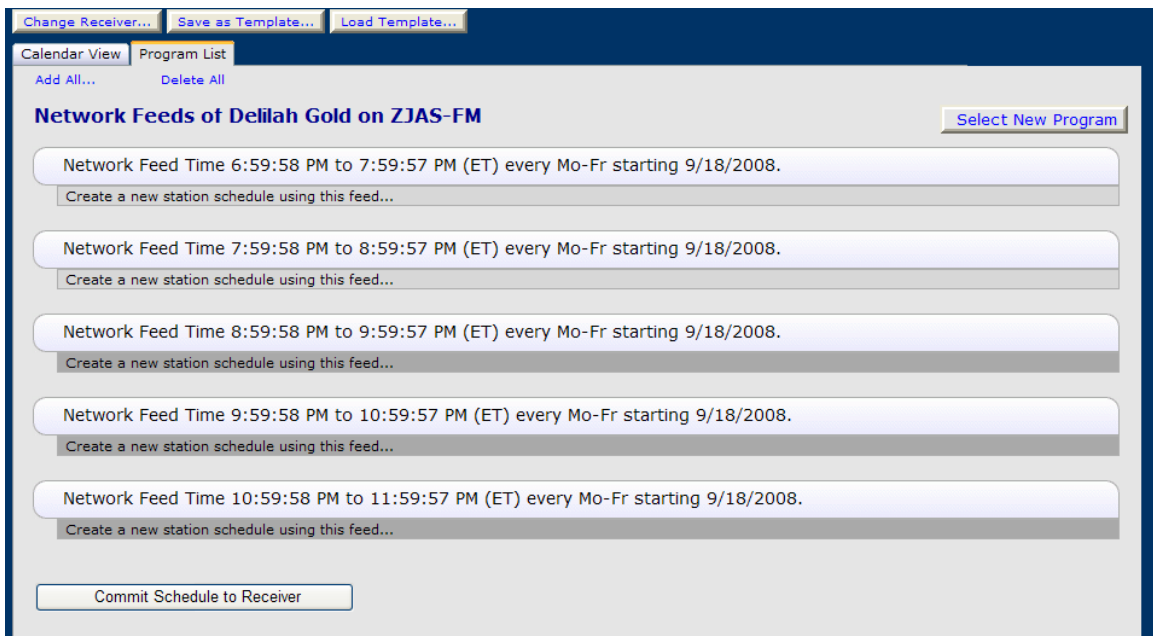 Change Receiver... Save as Template... Load Template...
Calendar View Program List
Add All... Delete All
Network Feeds of Delilah Gold on ZJAS-FM
Select New Program
Network Feed Time 6:59:58 PM to 7:59:57 PM (ET) every Mo-Fr starting 9/18/2008.
Create a new station schedule using this feed...
Network Feed Time 7:59:58 PM to 8:59:57 PM (ET) every Mo-Fr starting 9/18/2008.
Create a new station schedule using this feed...
Network Feed Time 8:59:58 PM to 9:59:57 PM (ET) every Mo-Fr starting 9/18/2008.
Create a new station schedule using this feed...
Network Feed Time 9:59:58 PM to 10:59:57 PM (ET) every Mo-Fr starting 9/18/2008.
Create a new station schedule using this feed...
Network Feed Time 10:59:58 PM to 11:59:57 PM (ET) every Mo-Fr starting 9/18/2008.
Create a new station schedule using this feed...
Commit Schedule to Receiver